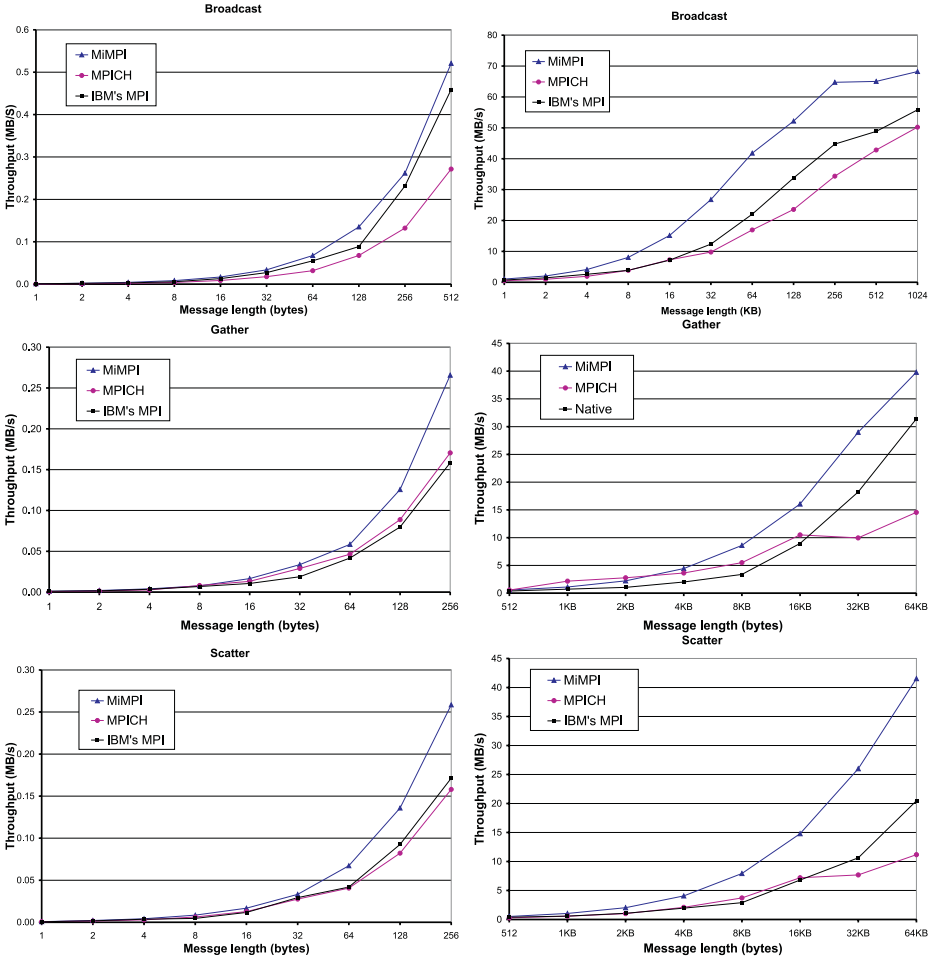 Broadcast
Throughput (MB/S)
0.6
0.5
0.4
0.3
0.2
0.1
0.0
MiMPI
MPICH
IBM's MPI
1 2 4 8 16 32 64 128 256 512
Message length (bytes)
Broadcast
Throughput (MB/s)
80
70
60
50
40
30
20
10
0
MiMPI
MPICH
IBM's MPI
1 2 4 8 16 32 64 128 256 512 1024
Message length (KB)
Gather
Throughput (MB/s)
0.30
0.25
0.20
0.15
0.10
0.05
0.00
MiMPI
MPICH
IBM's MPI
1 2 4 8 16 32 64 128 256
Message length (bytes)
Gather
Throughput (MB/s)
45
40
35
30
25
20
15
10
5
0
MiMPI
MPICH
Native
512 1KB 2KB 4KB 8KB 16KB 32KB 64KB
Message length (bytes)
Scatter
Throughput (MB/s)
0.30
0.25
0.20
0.15
0.10
0.05
0.00
MiMPI
MPICH
IBM's MPI
1 2 4 8 16 32 64 128 256
Messge length (bytes)
Scatter
Throughput (MB/s)
45
40
35
30
25
20
15
10
5
0
MiMPI
MPICH
IBM's MPI
512 1KB 2KB 4KB 8KB 16KB 32KB 64KB
Message length (bytes)